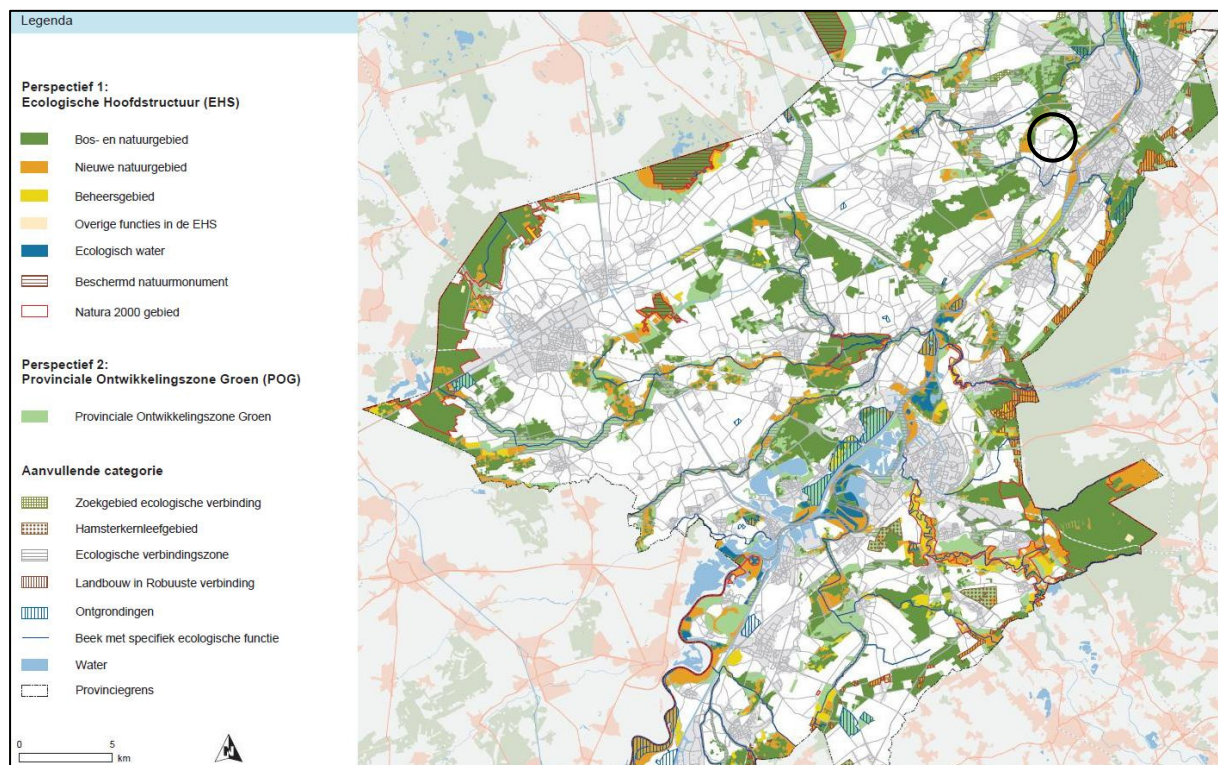 Legenda
Perspectief 1:
Ecologische Hoofdstructuur (EHS)
Bos- en natuurgebied
Nieuwe natuurgebied
Beheersgebied
Overige functies in de EHS
Ecologisch water
Beschermd natuurmonument
Natura 2000 gebied
Perspectief 2:
Provinciale Ontwikkelingszone Groen (POG)
Provinciale Ontwikkelingszone Groen
Aanvullende categorie
Zoekgebied ecologische verbinding
Hamsterkernleefgebied
Ecologische verbindingszone
Landbouw in Robuuste verbinding
Ontgrondingen
Beek met specifiek ecologische functie
Water
Provinciegrens
0 5
km
N